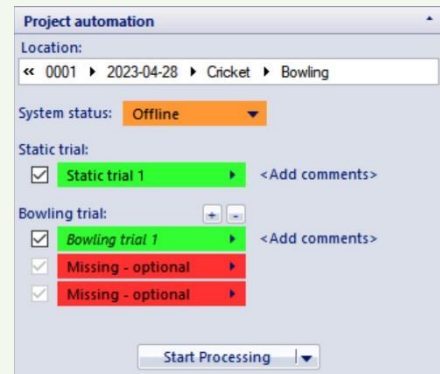 Project automation
Location:
« 0001 ▸ 2023-04-28 ▸ Cricket ▸ Bowling
System status: Offline
Static trial:
Static trial 1 <Add comments>
Bowling trial: + -
Bowling trial 1 <Add comments>
Missing - optional
Missing - optional
Start Processing